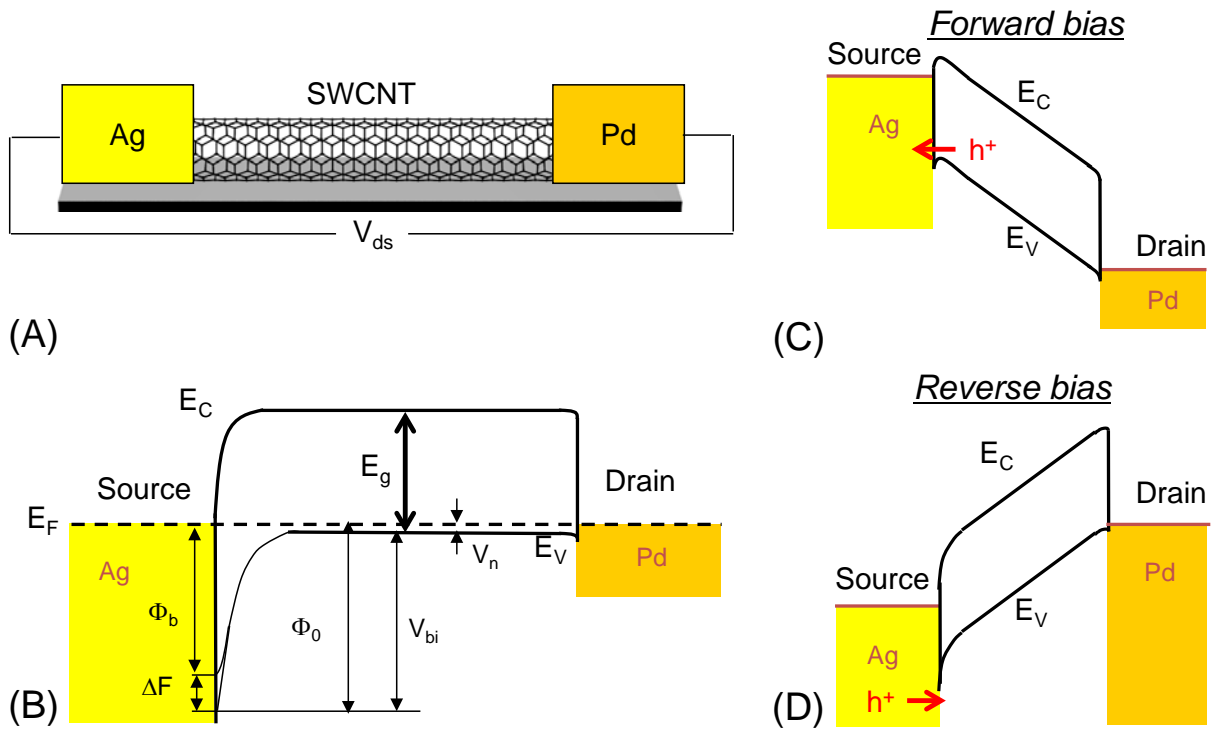 SWCNT
Ag
Pd
V_ds
(A)
E_C
E_g
Source
Drain
E_F
E_V
V_n
Ag
Pd
Φ_b
Φ_0
V_bi
ΔF
(B)
Forward bias
Source
E_C
Ag
h⁺
E_V
Drain
Pd
(C)
Reverse bias
E_C
Drain
Pd
Source
E_V
Ag
h⁺
(D)